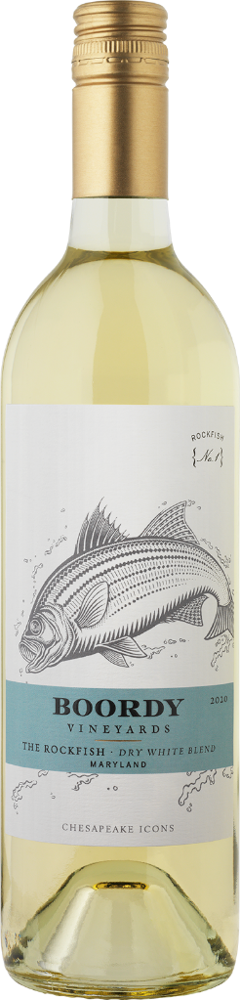 ROCKFISH
{No.1}
BOORDY
2020
VINEYARDS
THE ROCKFISH · DRY WHITE BLEND
MARYLAND
CHESAPEAKE ICONS